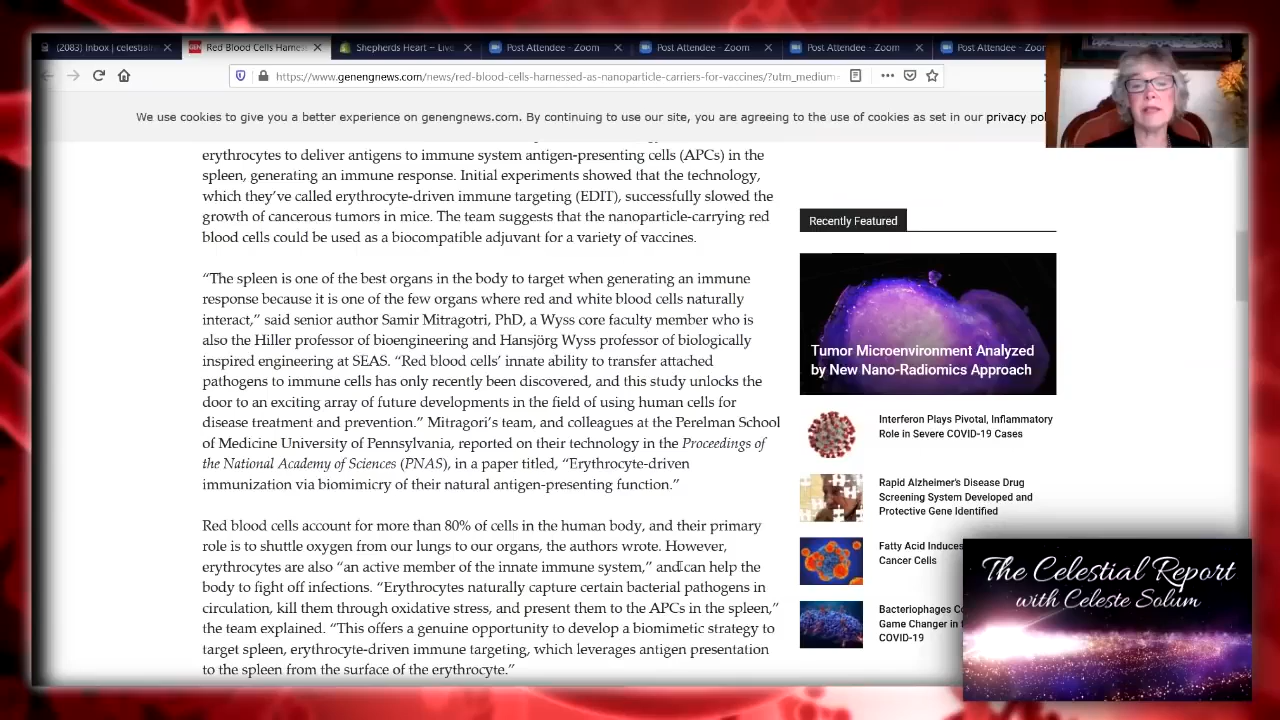 (2083) Inbox | celestial
Red Blood Cells Harnes
Shepherds Heart – Live
Post Attendee - Zoom
Post Attendee - Zoom
Post Attendee - Zoom
Post Attendee - Zoom
https://www.genengnews.com/news/red-blood-cells-harnessed-as-nanoparticle-carriers-for-vaccines/?utm_medium=
We use cookies to give you a better experience on genengnews.com. By continuing to use our site, you are agreeing to the use of cookies as set in our privacy pol
erythrocytes to deliver antigens to immune system antigen-presenting cells (APCs) in the
spleen, generating an immune response. Initial experiments showed that the technology,
which they’ve called erythrocyte-driven immune targeting (EDIT), successfully slowed the
growth of cancerous tumors in mice. The team suggests that the nanoparticle-carrying red
blood cells could be used as a biocompatible adjuvant for a variety of vaccines.
“The spleen is one of the best organs in the body to target when generating an immune
response because it is one of the few organs where red and white blood cells naturally
interact,” said senior author Samir Mitragotri, PhD, a Wyss core faculty member who is
also the Hiller professor of bioengineering and Hansjörg Wyss professor of biologically
inspired engineering at SEAS. “Red blood cells’ innate ability to transfer attached
pathogens to immune cells has only recently been discovered, and this study unlocks the
door to an exciting array of future developments in the field of using human cells for
disease treatment and prevention.” Mitragori’s team, and colleagues at the Perelman School
of Medicine University of Pennsylvania, reported on their technology in the Proceedings of
the National Academy of Sciences (PNAS), in a paper titled, “Erythrocyte-driven
immunization via biomimicry of their natural antigen-presenting function.”
Red blood cells account for more than 80% of cells in the human body, and their primary
role is to shuttle oxygen from our lungs to our organs, the authors wrote. However,
erythrocytes are also “an active member of the innate immune system,” and can help the
body to fight off infections. “Erythrocytes naturally capture certain bacterial pathogens in
circulation, kill them through oxidative stress, and present them to the APCs in the spleen,”
the team explained. “This offers a genuine opportunity to develop a biomimetic strategy to
target spleen, erythrocyte-driven immune targeting, which leverages antigen presentation
to the spleen from the surface of the erythrocyte.”
Recently Featured
Tumor Microenvironment Analyzed
by New Nano-Radiomics Approach
Interferon Plays Pivotal, Inflammatory
Role in Severe COVID-19 Cases
Rapid Alzheimer’s Disease Drug
Screening System Developed and
Protective Gene Identified
Fatty Acid Induces
Cancer Cells
Bacteriophages Co
Game Changer in t
COVID-19
The Celestial Report
with Celeste Solum